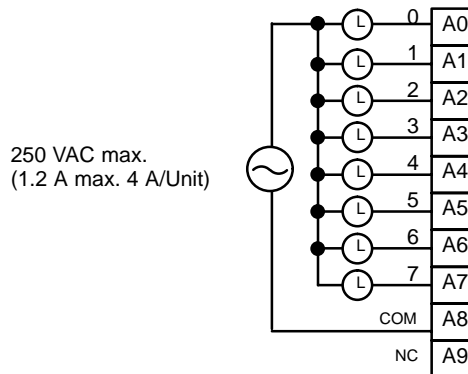 0 A0
L
1 A1
L
2 A2
L
3 A3
L
250 VAC max.
(1.2 A max. 4 A/Unit)
4 A4
L
5 A5
L
6 A6
L
7 A7
L
COM A8
NC A9